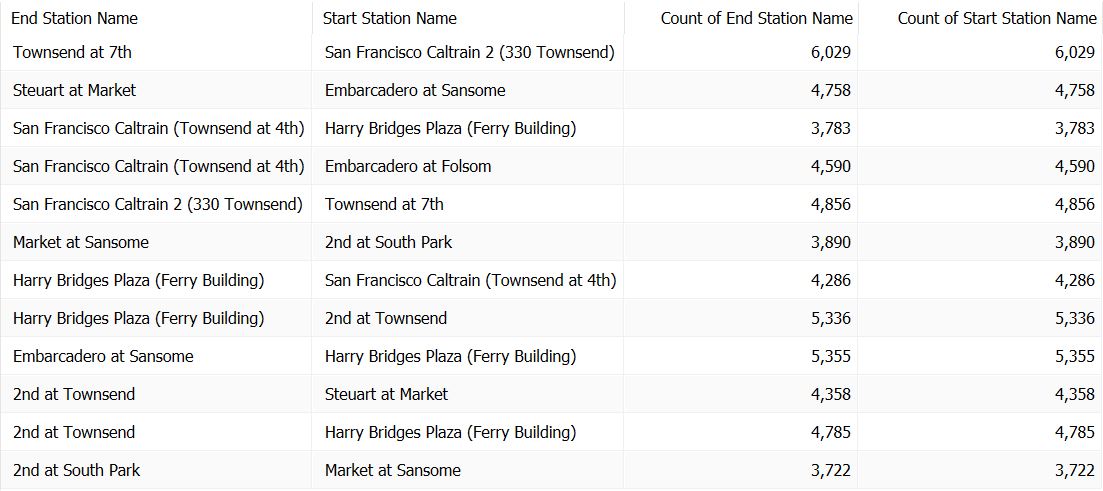 End Station Name Start Station Name Count of End Station Name Count of Start Station Name
Townsend at 7th San Francisco Caltrain 2 (330 Townsend) 6,029 6,029
Steuart at Market Embarcadero at Sansome 4,758 4,758
San Francisco Caltrain (Townsend at 4th) Harry Bridges Plaza (Ferry Building) 3,783 3,783
San Francisco Caltrain (Townsend at 4th) Embarcadero at Folsom 4,590 4,590
San Francisco Caltrain 2 (330 Townsend) Townsend at 7th 4,856 4,856
Market at Sansome 2nd at South Park 3,890 3,890
Harry Bridges Plaza (Ferry Building) San Francisco Caltrain (Townsend at 4th) 4,286 4,286
Harry Bridges Plaza (Ferry Building) 2nd at Townsend 5,336 5,336
Embarcadero at Sansome Harry Bridges Plaza (Ferry Building) 5,355 5,355
2nd at Townsend Steuart at Market 4,358 4,358
2nd at Townsend Harry Bridges Plaza (Ferry Building) 4,785 4,785
2nd at South Park Market at Sansome 3,722 3,722